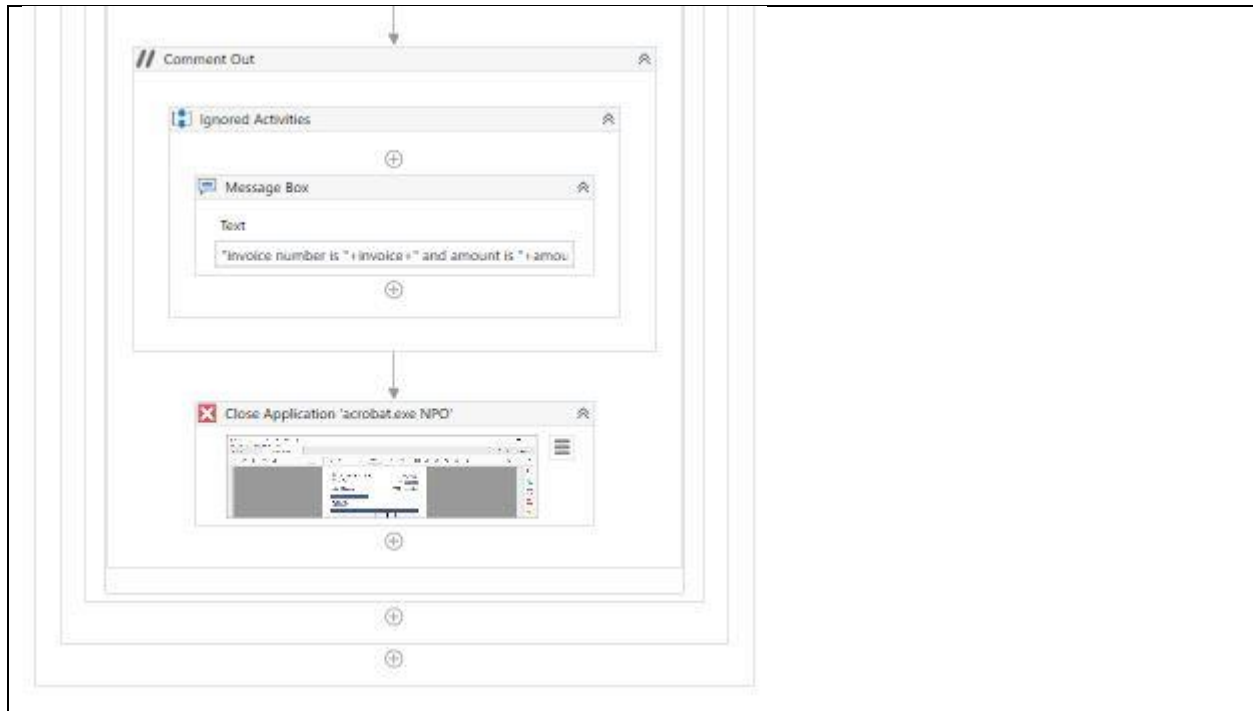 Comment Out
Ignored Activities
Message Box
Text
"invoice number is "+invoice+" and amount is "+amou
Close Application 'acrobat.exe NPO'